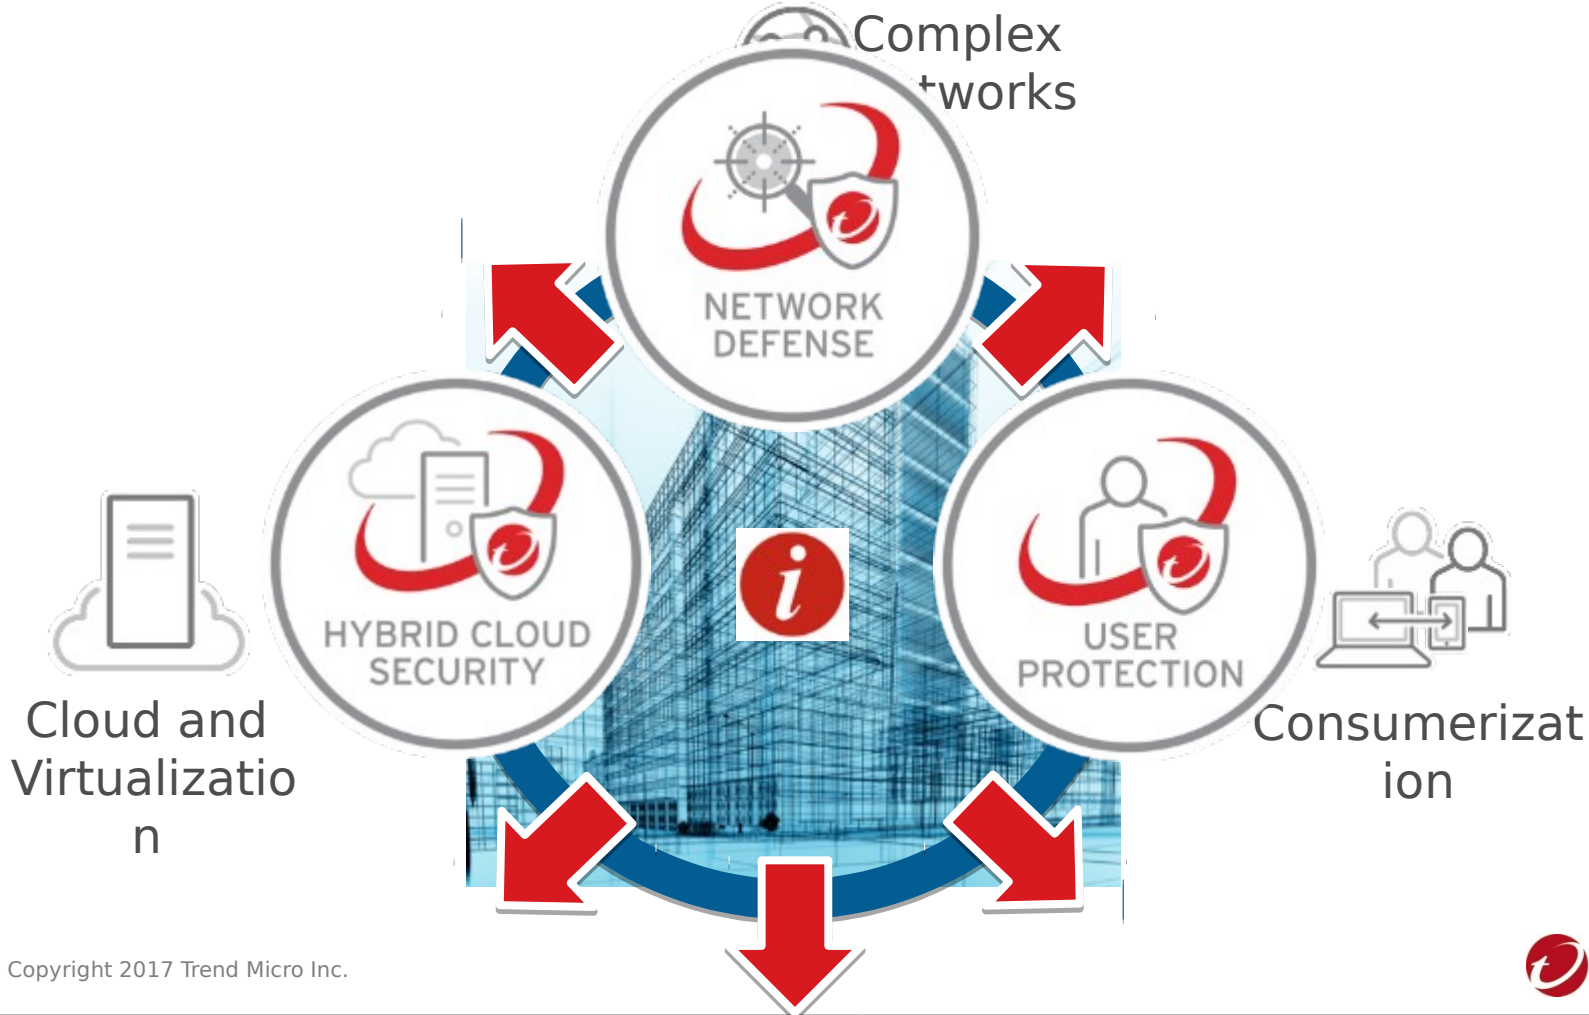 Complex
tworks
NETWORK
DEFENSE
HYBRID CLOUD
SECURITY
i
USER
PROTECTION
Cloud and
Virtualizatio
n
Consumerizat
ion
Copyright 2017 Trend Micro Inc.